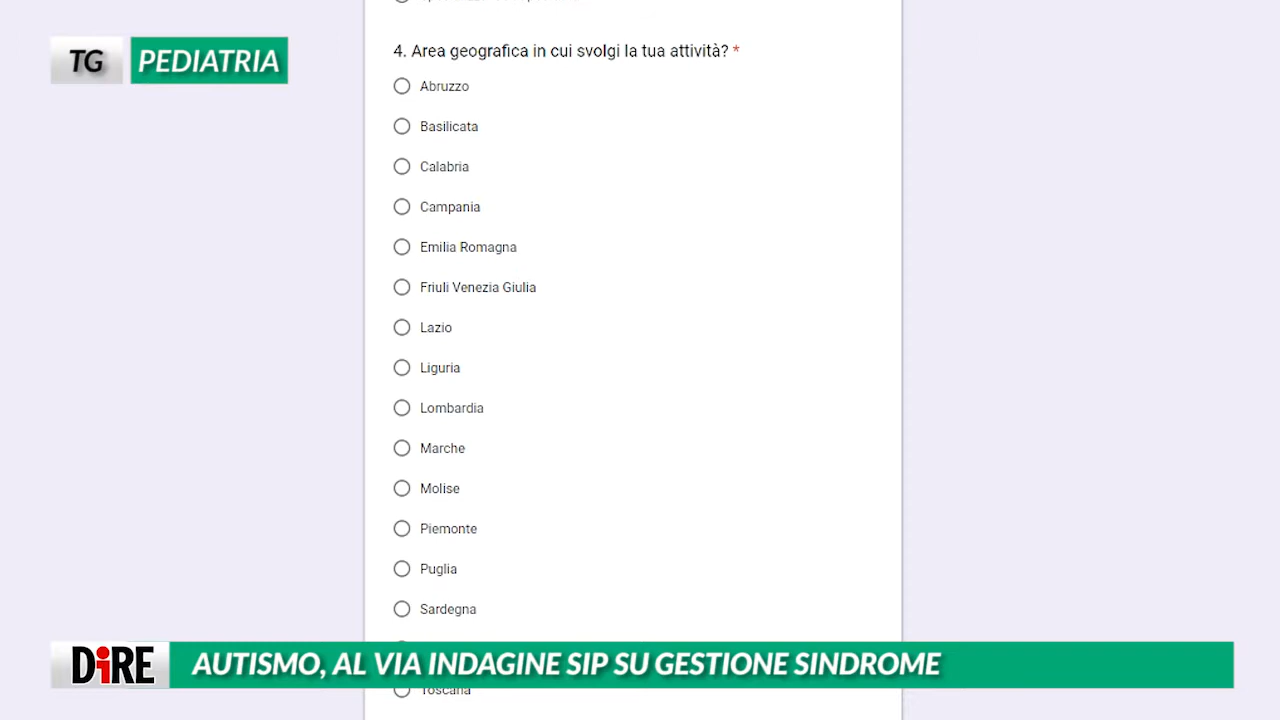 TG PEDIATRIA
4. Area geografica in cui svolgi la tua attività? *
Abruzzo
Basilicata
Calabria
Campania
Emilia Romagna
Friuli Venezia Giulia
Lazio
Liguria
Lombardia
Marche
Molise
Piemonte
Puglia
Sardegna
DiRE AUTISMO, AL VIA INDAGINE SIP SU GESTIONE SINDROME
Toscana